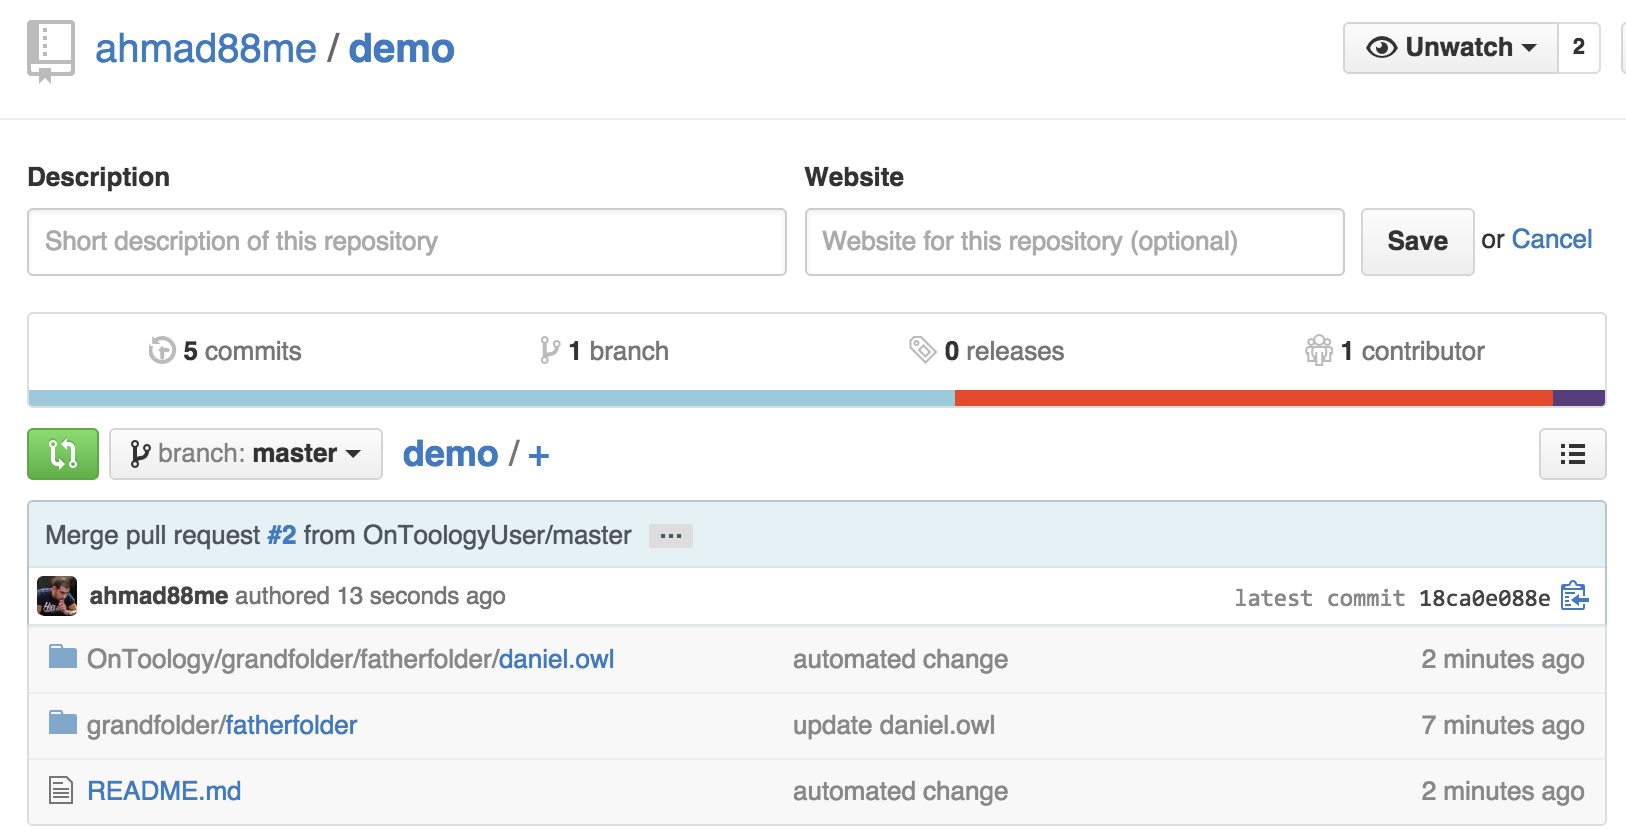 ahmad88me / demo
Unwatch 2
Description
Website
Short description of this repository
Website for this repository (optional)
Save or Cancel
5 commits
1 branch
0 releases
1 contributor
branch: master
demo / +
Merge pull request #2 from OnToologyUser/master ...
ahmad88me authored 13 seconds ago
latest commit 18ca0e088e
OnToology/grandfolder/fatherfolder/daniel.owl automated change 2 minutes ago
grandfolder/fatherfolder update daniel.owl 7 minutes ago
README.md automated change 2 minutes ago